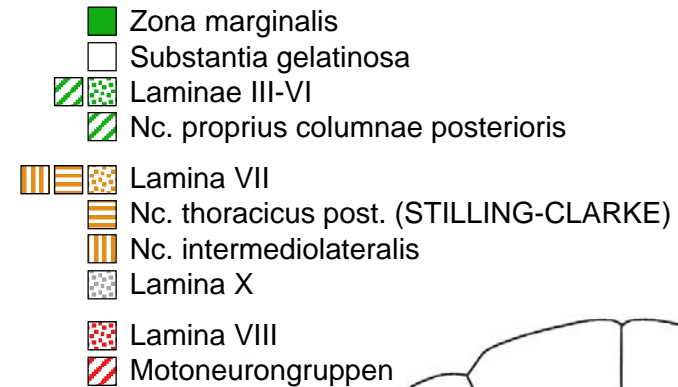 Zona marginalis
Substantia gelatinosa
Laminae III-VI
Nc. proprius columnae posterioris
Lamina VII
Nc. thoracicus post. (STILLING-CLARKE)
Nc. intermediolateralis
Lamina X
Lamina VIII
Motoneurongruppen